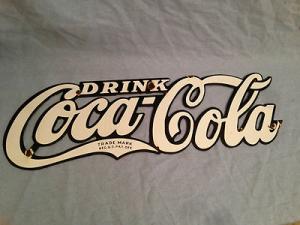 DRINK
Coca-Cola
TRADE MARK
REG. U.S. PAT. OFF.